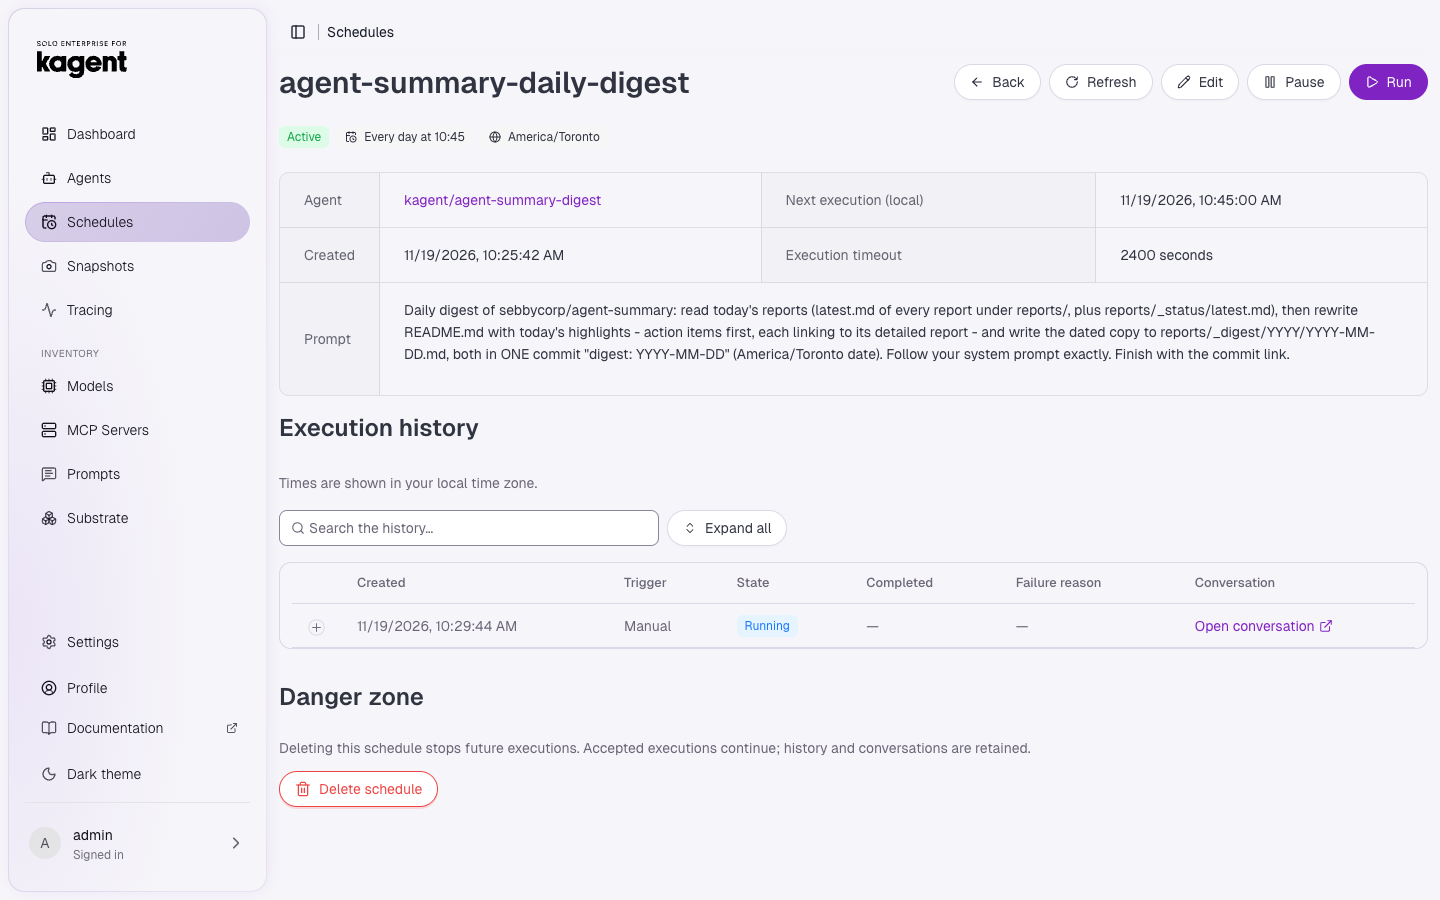 SOLO ENTERPRISE FOR
kagent
Dashboard
Agents
Schedules
Snapshots
Tracing
INVENTORY
Models
MCP Servers
Prompts
Substrate
Settings
Profile
Documentation
Dark theme
A
admin
Signed in
Schedules
agent-summary-daily-digest
Back
Refresh
Edit
Pause
Run
Active
Every day at 10:45
America/Toronto
Agent
kagent/agent-summary-digest
Next execution (local)
11/19/2026, 10:45:00 AM
Created
11/19/2026, 10:25:42 AM
Execution timeout
2400 seconds
Prompt
Daily digest of sebbycorp/agent-summary: read today's reports (latest.md of every report under reports/, plus reports/_status/latest.md), then rewrite
README.md with today's highlights - action items first, each linking to its detailed report - and write the dated copy to reports/_digest/YYYY/YYYY-MM-
DD.md, both in ONE commit "digest: YYYY-MM-DD" (America/Toronto date). Follow your system prompt exactly. Finish with the commit link.
Execution history
Times are shown in your local time zone.
Search the history...
Expand all
Created
Trigger
State
Completed
Failure reason
Conversation
11/19/2026, 10:29:44 AM
Manual
Running
—
—
Open conversation
Danger zone
Deleting this schedule stops future executions. Accepted executions continue; history and conversations are retained.
Delete schedule